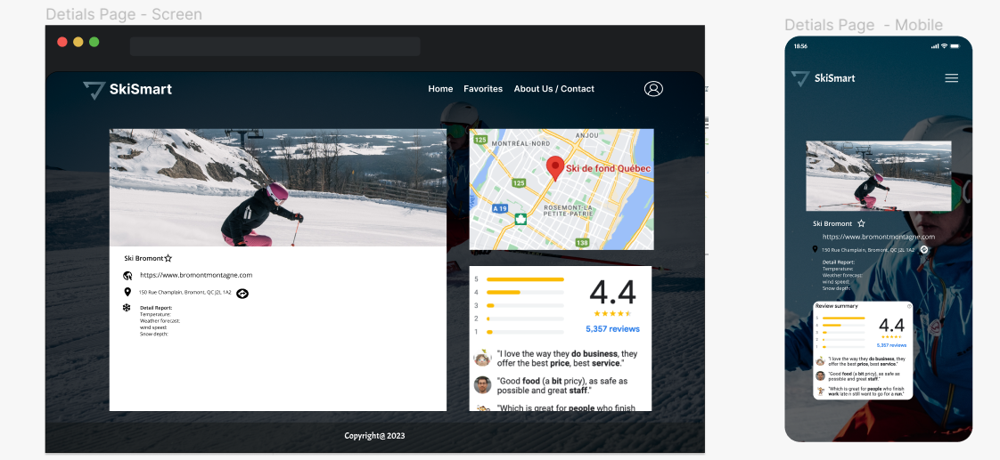 Detials Page - Screen
SkiSmart
Home Favorites About Us / Contact
125
MONTRÉAL-NORD
ANJOU
Ski de fond Québec
125
A 19
ROSEMONT-LA
PETITE-PATRIE
138
Ski Bromont
https://www.bromontmontagne.com
150 Rue Champlain, Bromont, QC J2L 1A2
Detail Report:
Temperature:
Weather forecast:
wind speed:
Snow depth:
5
4
3
2
1
4.4
5,357 reviews
"I love the way they do business, they
offer the best price, best service."
"Good food (a bit pricy), as safe as
possible and great staff."
"Which is great for people who finish
Copyright@ 2023
Detials Page - Mobile
18:56
SkiSmart
Ski Bromont
https://www.bromontmontagne.com
150 Rue Champlain, Bromont, QC J2L 1A2
Detail Report:
Temperature:
Weather forecast:
wind speed:
Snow depth:
Review summary
5
4
3
2
1
4.4
5,357 reviews
"I love the way they do business, they
offer the best price, best service."
"Good food (a bit pricy), as safe as
possible and great staff."
"Which is great for people who finish
work late n still want to go for a run."